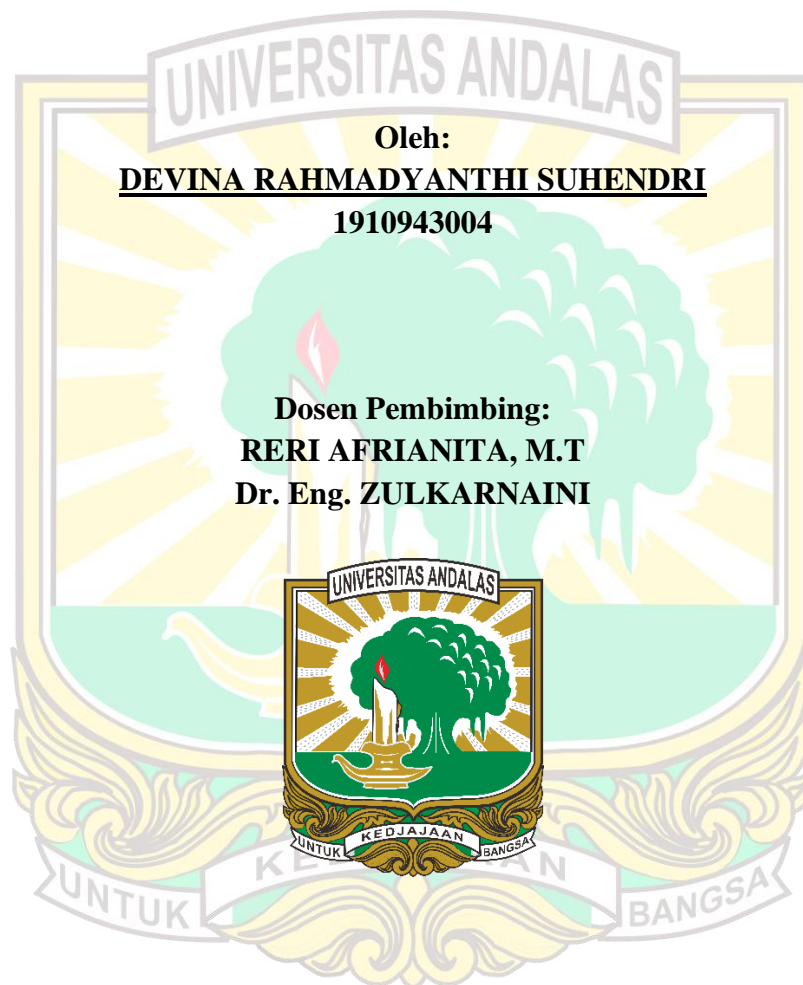 UNIVERSITAS ANDALAS
Oleh:
DEVINA RAHMADYANTHI SUHENDRI
1910943004
Dosen Pembimbing:
RERI AFRIANITA, M.T
Dr. Eng. ZULKARNAINI
UNIVERSITAS ANDALAS
UNTUK KEDJAJAAN BANGSA
UNTUK KEDJAJAAN BANGSA